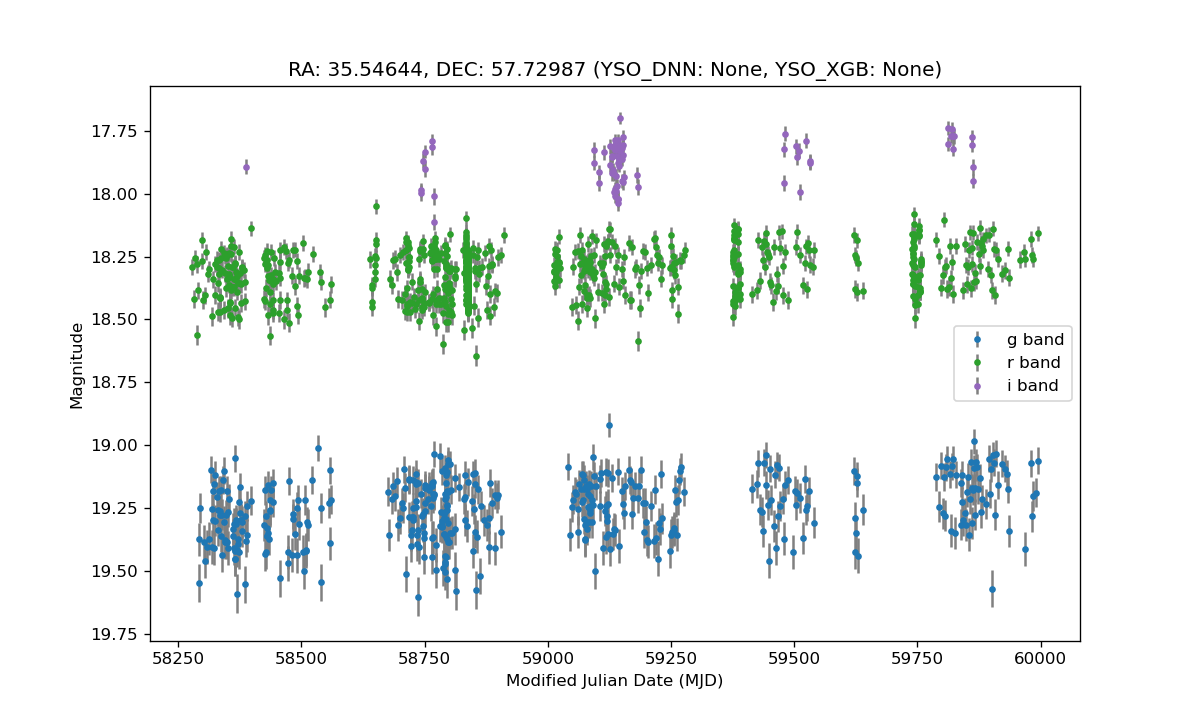 RA: 35.54644, DEC: 57.72987 (YSO_DNN: None, YSO_XGB: None)
Magnitude
17.75
18.00
18.25
18.50
18.75
19.00
19.25
19.50
19.75
g band
r band
i band
58250 58500 58750 59000 59250 59500 59750 60000
Modified Julian Date (MJD)